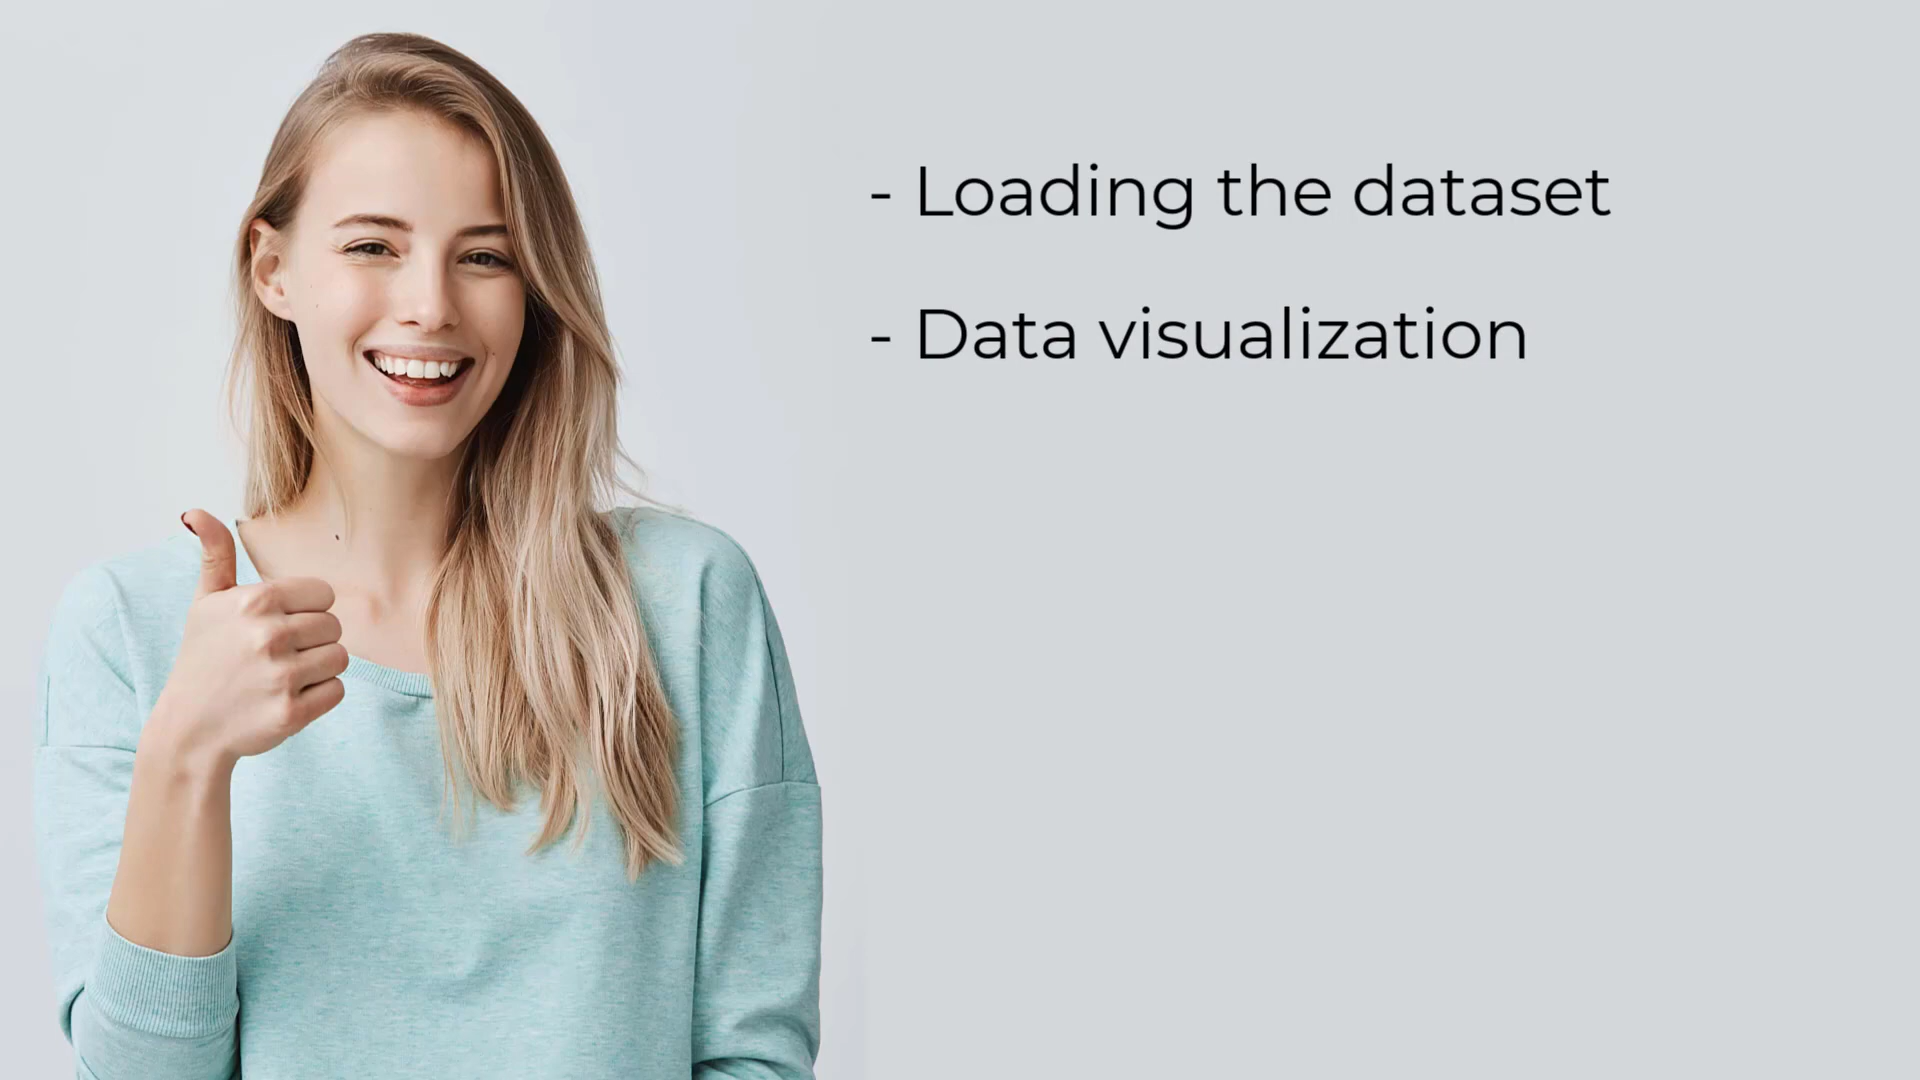 - Loading the dataset
- Data visualization